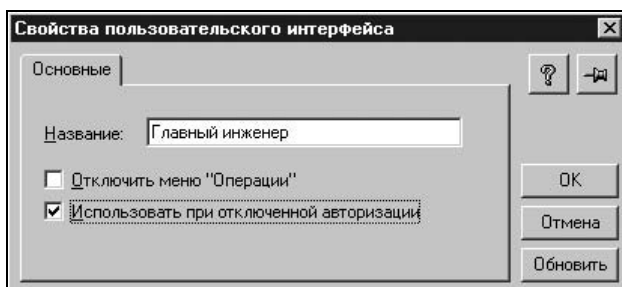 Свойства пользовательского интерфейса
Основные
Название: Главный инженер
Отключить меню "Операции"
Использовать при отключенной авторизации
OK
Отмена
Обновить